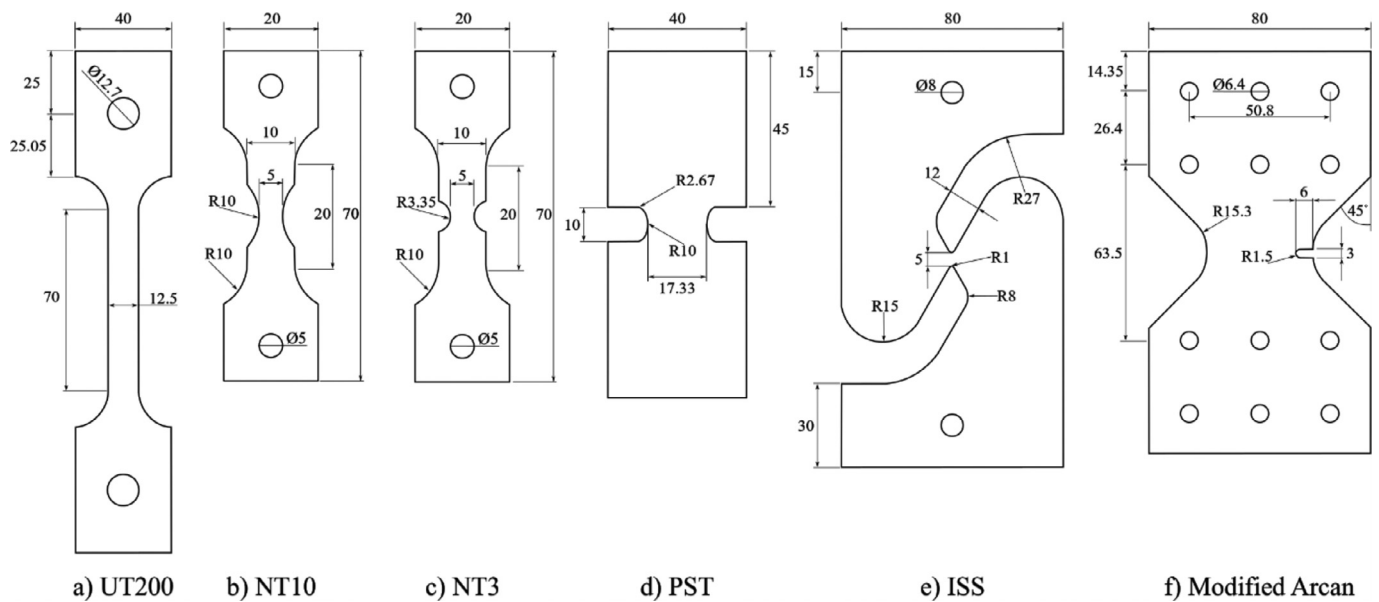 40
25
Ø12.7
25.05
70
12.5
a) UT200
20
10
5
R10
20
70
R10
Ø5
b) NT10
20
10
5
R3.35
20
70
R10
Ø5
c) NT3
40
45
R2.67
10
R10
17.33
d) PST
80
15
Ø8
12
R27
5
R1
R15
R8
30
e) ISS
80
14.35
Ø6.4
50.8
26.4
6
45°
R15.3
63.5
R1.5
3
f) Modified Arcan